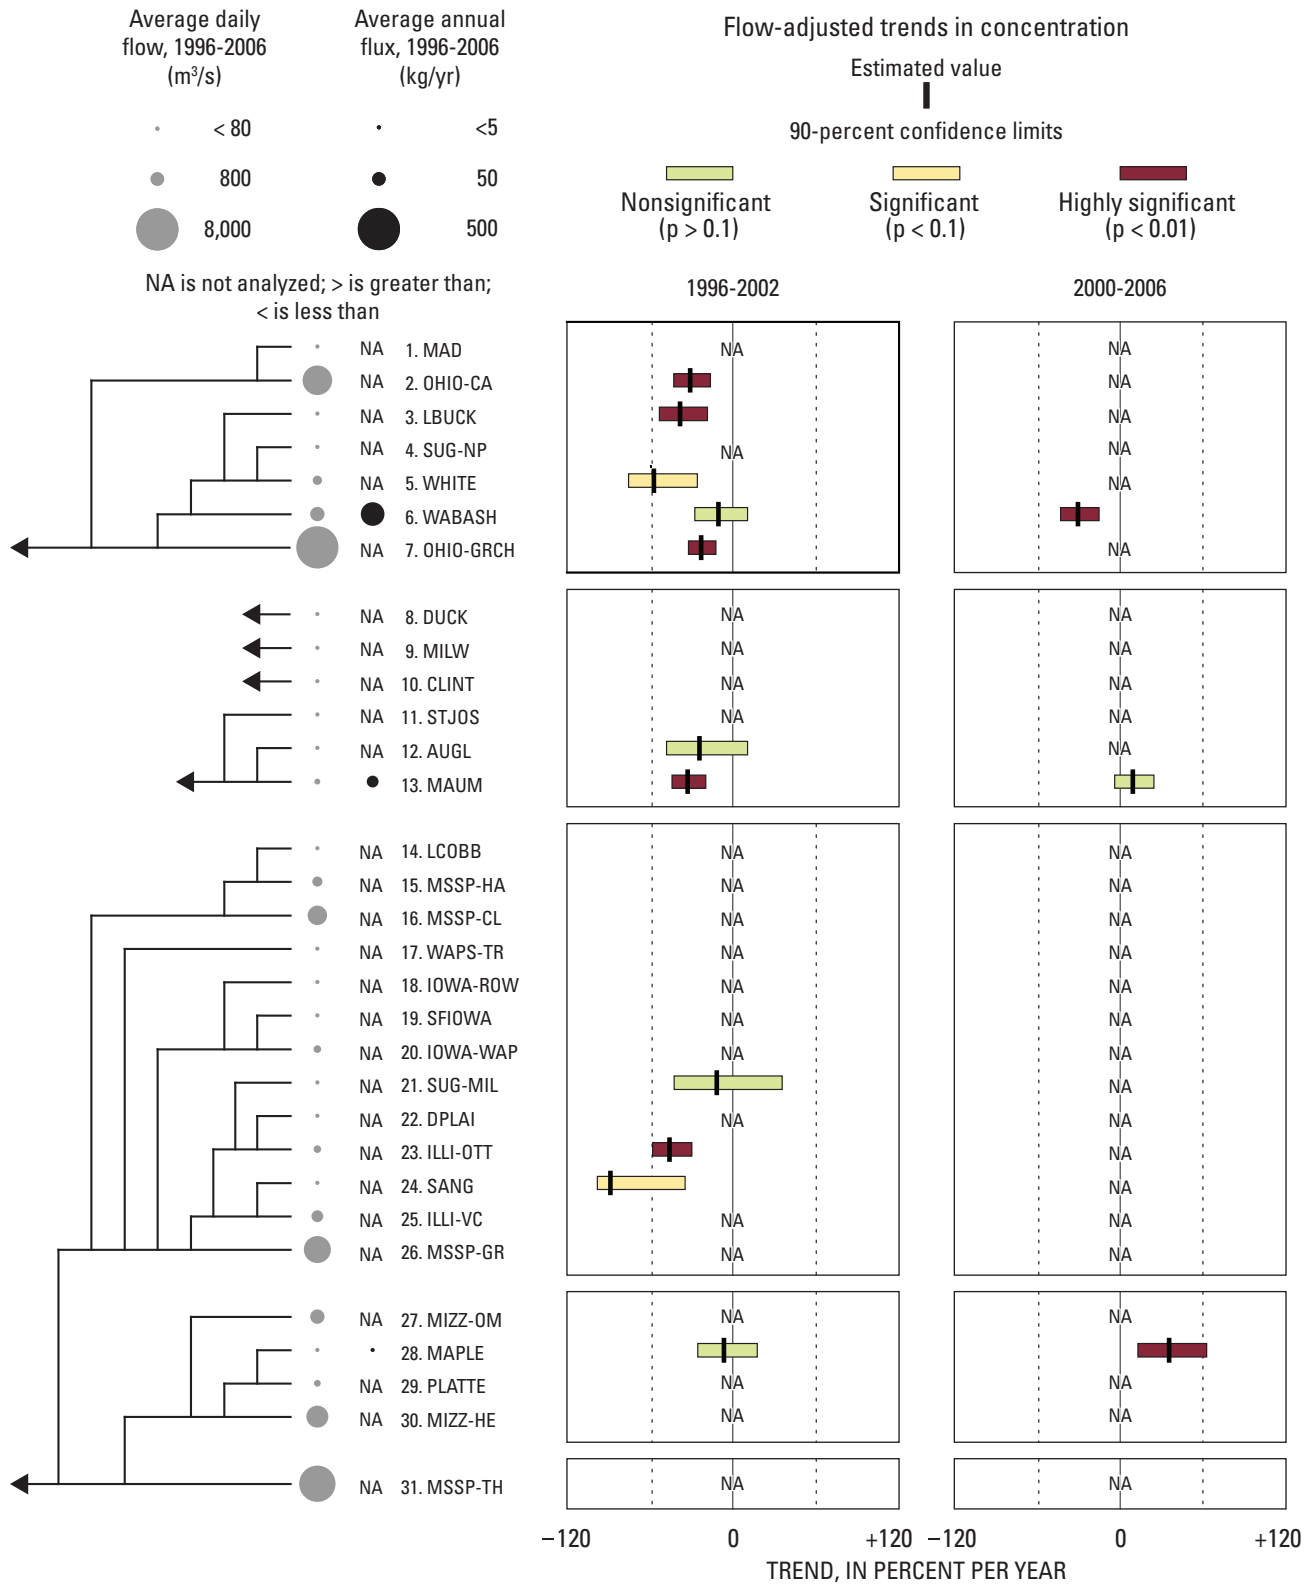 Average daily
flow, 1996-2006
(m³/s)
Average annual
flux, 1996-2006
(kg/yr)
< 80
<5
800
50
8,000
500
NA is not analyzed; > is greater than;
< is less than
Flow-adjusted trends in concentration
Estimated value
90-percent confidence limits
Nonsignificant
(p > 0.1)
Significant
(p < 0.1)
Highly significant
(p < 0.01)
1996-2002
2000-2006
NA 1. MAD NA NA
NA 2. OHIO-CA NA
NA 3. LBUCK NA
NA 4. SUG-NP NA NA
NA 5. WHITE NA
6. WABASH
NA 7. OHIO-GRCH NA
NA 8. DUCK NA NA
NA 9. MILW NA NA
NA 10. CLINT NA NA
NA 11. STJOS NA NA
NA 12. AUGL NA
13. MAUM
NA 14. LCOBB NA NA
NA 15. MSSP-HA NA NA
NA 16. MSSP-CL NA NA
NA 17. WAPS-TR NA NA
NA 18. IOWA-ROW NA NA
NA 19. SFIOWA NA NA
NA 20. IOWA-WAP NA NA
NA 21. SUG-MIL NA
NA 22. DPLAI NA NA
NA 23. ILLI-OTT NA
NA 24. SANG NA
NA 25. ILLI-VC NA NA
NA 26. MSSP-GR NA NA
NA 27. MIZZ-OM NA NA
28. MAPLE
NA 29. PLATTE NA NA
NA 30. MIZZ-HE NA NA
NA 31. MSSP-TH NA NA
−120 0 +120 −120 0 +120
TREND, IN PERCENT PER YEAR